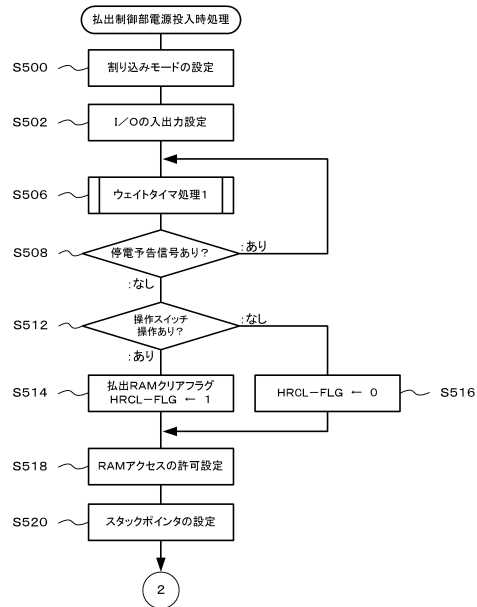 払出制御部電源投入時処理
S500
割り込みモードの設定
S502
I／Oの入出力設定
S506
ウェイトタイマ処理1
S508
停電予告信号あり？
:あり
:なし
S512
操作スイッチ
操作あり？
:なし
:あり
S514
払出RAMクリアフラグ
HRCL－FLG ← 1
HRCL－FLG ← 0
S516
S518
RAMアクセスの許可設定
S520
スタックポインタの設定
2